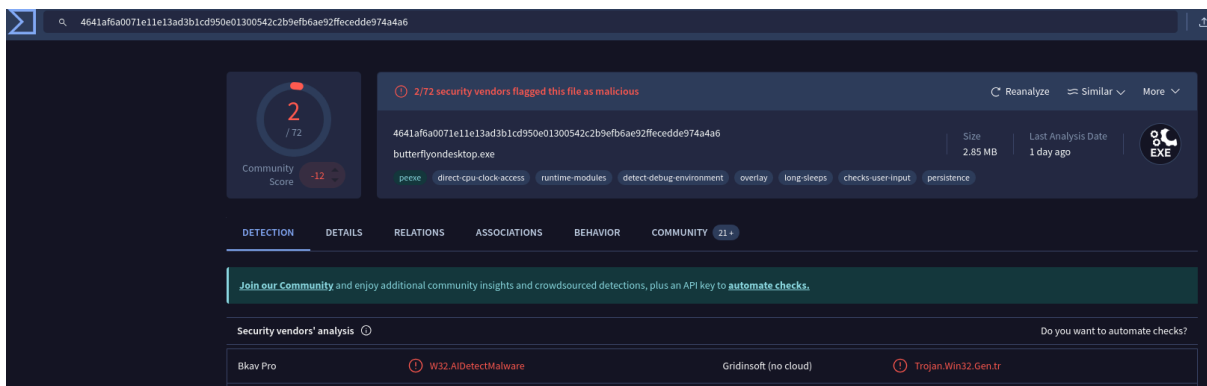 4641af6a0071e11e13ad3b1cd950e01300542c2b9efb6ae92ffecedde974a4a6
2
/ 72
Community
Score
-12
2/72 security vendors flagged this file as malicious
Reanalyze
Similar
More
4641af6a0071e11e13ad3b1cd950e01300542c2b9efb6ae92ffecedde974a4a6
butterflyondesktop.exe
Size
2.85 MB
Last Analysis Date
1 day ago
EXE
peexe direct-cpu-clock-access runtime-modules detect-debug-environment overlay long-sleeps checks-user-input persistence
DETECTION DETAILS RELATIONS ASSOCIATIONS BEHAVIOR COMMUNITY 21+
Join our Community and enjoy additional community insights and crowdsourced detections, plus an API key to automate checks.
Security vendors' analysis Do you want to automate checks?
Bkav Pro W32.AIDetectMalware Gridinsoft (no cloud) Trojan.Win32.Gen.tr